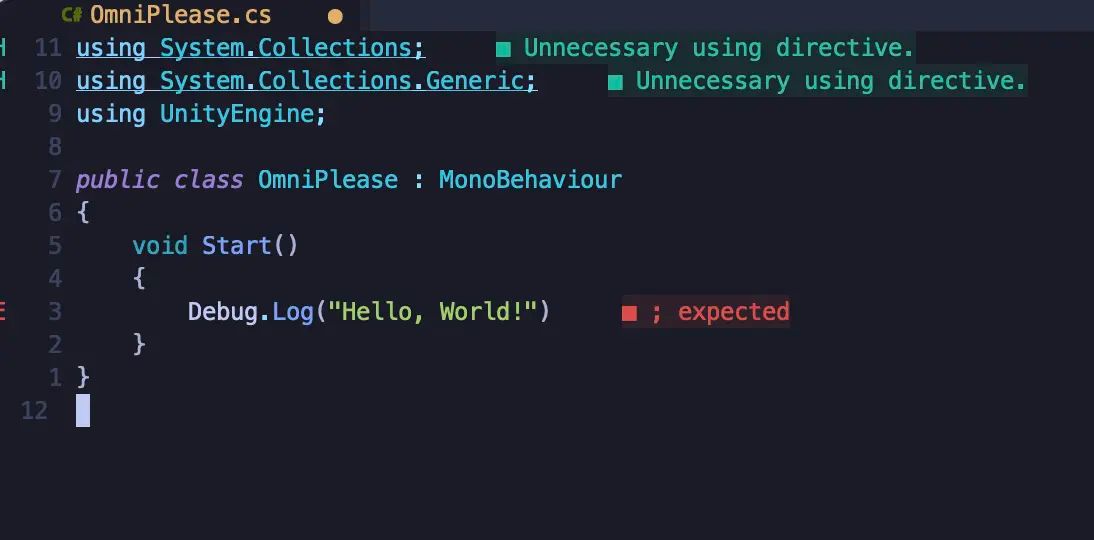 C# OmniPlease.cs ●
H 11 using System.Collections; ■ Unnecessary using directive.
H 10 using System.Collections.Generic; ■ Unnecessary using directive.
9 using UnityEngine;
8
7 public class OmniPlease : MonoBehaviour
6 {
5     void Start()
4     {
E 3         Debug.Log("Hello, World!") ■ ; expected
2     }
1 }
12